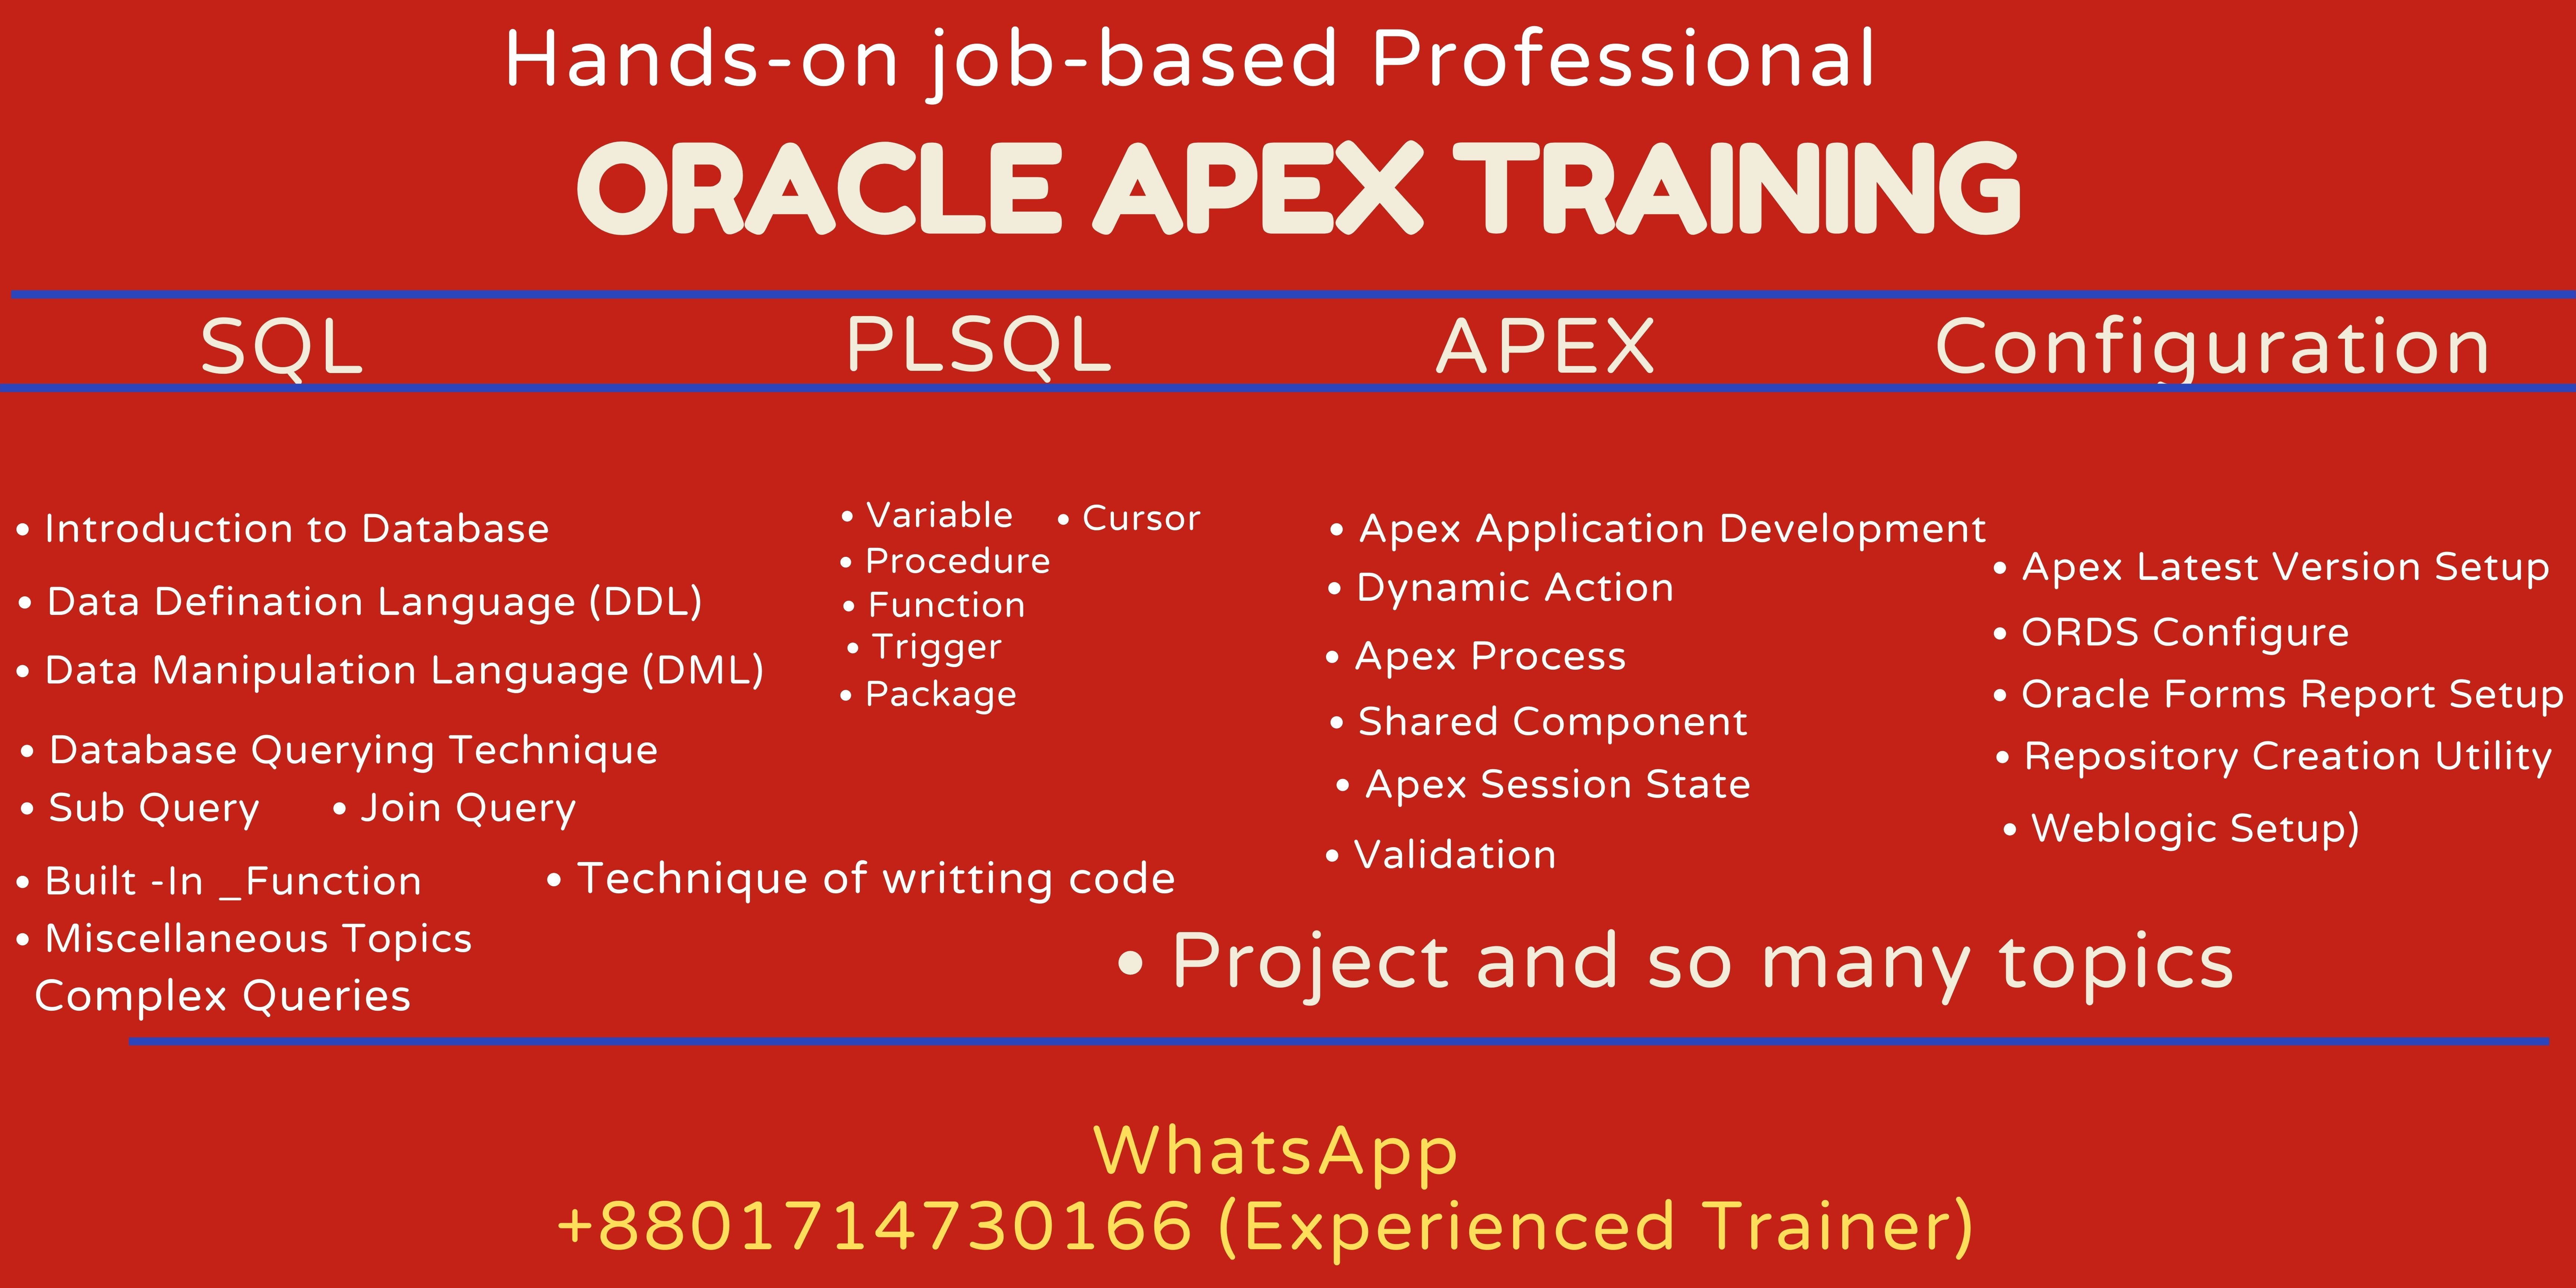 Hands-on job-based Professional
ORACLE APEX TRAINING
SQL
PLSQL
APEX
Configuration
• Introduction to Database
• Data Defination Language (DDL)
• Data Manipulation Language (DML)
• Database Querying Technique
• Sub Query • Join Query
• Built -In _Function
• Miscellaneous Topics
Complex Queries
• Variable • Cursor
• Procedure
• Function
• Trigger
• Package
• Technique of writting code
• Apex Application Development
• Dynamic Action
• Apex Process
• Shared Component
• Apex Session State
• Validation
• Apex Latest Version Setup
• ORDS Configure
• Oracle Forms Report Setup
• Repository Creation Utility
• Weblogic Setup)
• Project and so many topics
WhatsApp
+8801714730166 (Experienced Trainer)